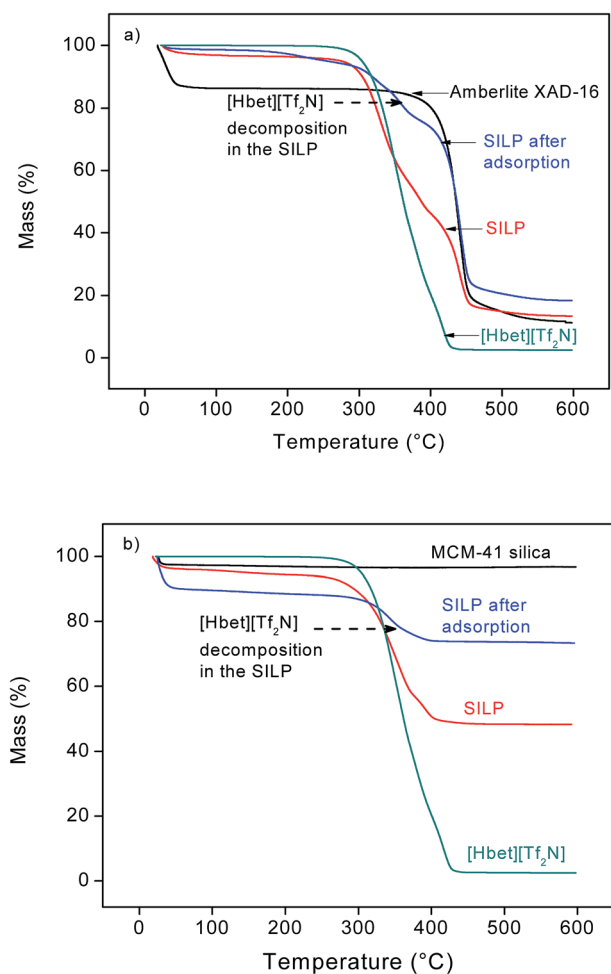 a)
100
80
60
40
20
0
Mass (%)
Amberlite XAD-16
[Hbet][Tf₂N]
decomposition
in the SILP
SILP after
adsorption
SILP
[Hbet][Tf₂N]
0 100 200 300 400 500 600
Temperature (°C)
b)
100
80
60
40
20
0
Mass (%)
MCM-41 silica
SILP after
adsorption
[Hbet][Tf₂N]
decomposition
in the SILP
SILP
[Hbet][Tf₂N]
0 100 200 300 400 500 600
Temperature (°C)